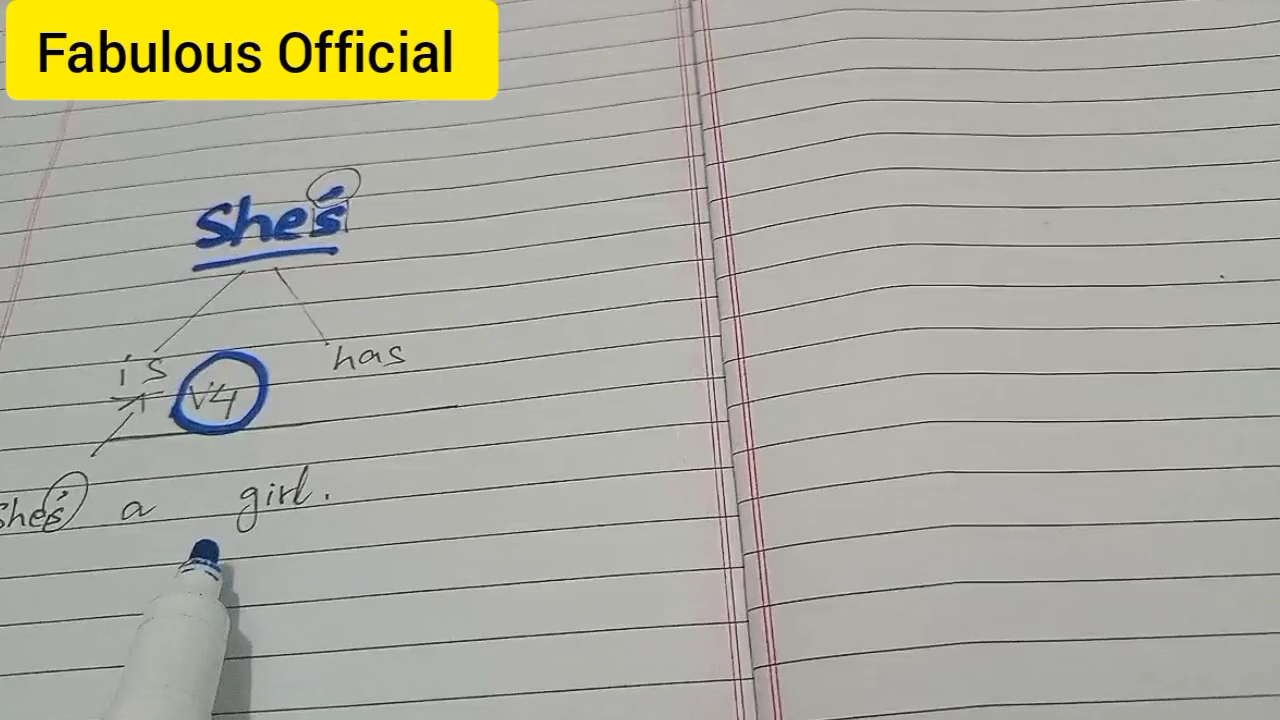 Fabulous Official
She's
is has
V4
She's a girl.